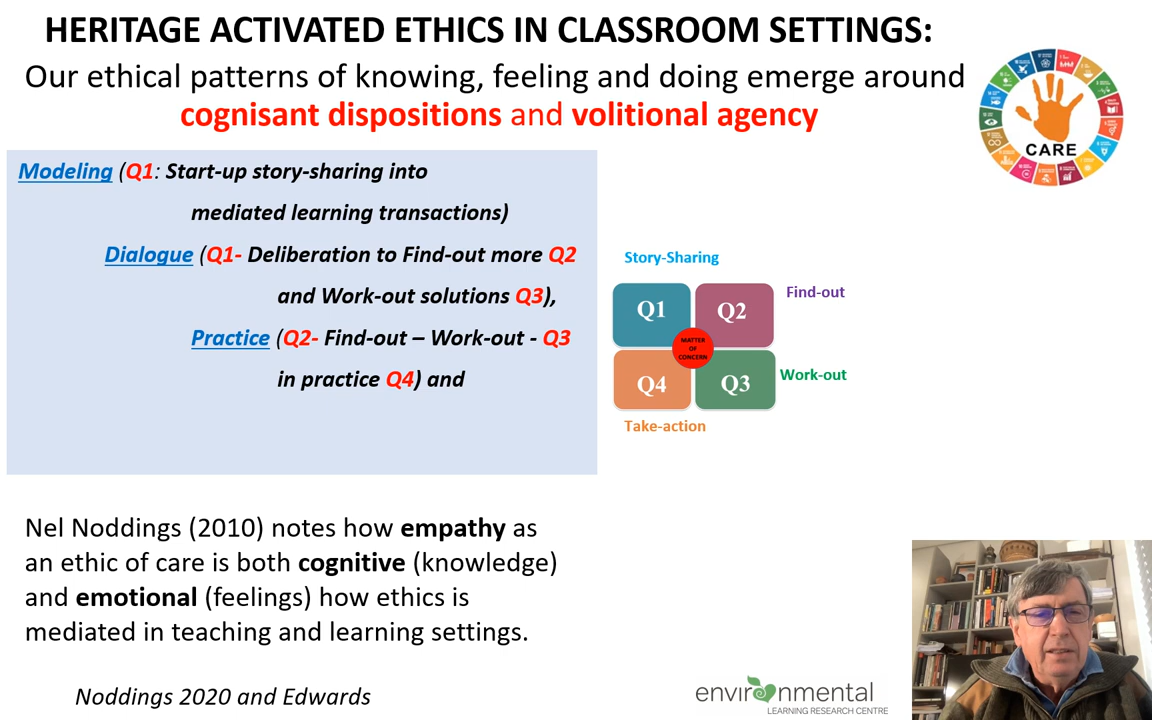 HERITAGE ACTIVATED ETHICS IN CLASSROOM SETTINGS:
Our ethical patterns of knowing, feeling and doing emerge around
cognisant dispositions and volitional agency
CARE
Modeling (Q1: Start-up story-sharing into
mediated learning transactions)
Dialogue (Q1- Deliberation to Find-out more Q2
and Work-out solutions Q3),
Practice (Q2- Find-out – Work-out - Q3
in practice Q4) and
Story-Sharing
Find-out
Q1
Q2
MATTER
OF
CONCERN
Q4
Q3
Work-out
Take-action
Nel Noddings (2010) notes how empathy as
an ethic of care is both cognitive (knowledge)
and emotional (feelings) how ethics is
mediated in teaching and learning settings.
Noddings 2020 and Edwards
environmental
LEARNING RESEARCH CENTRE